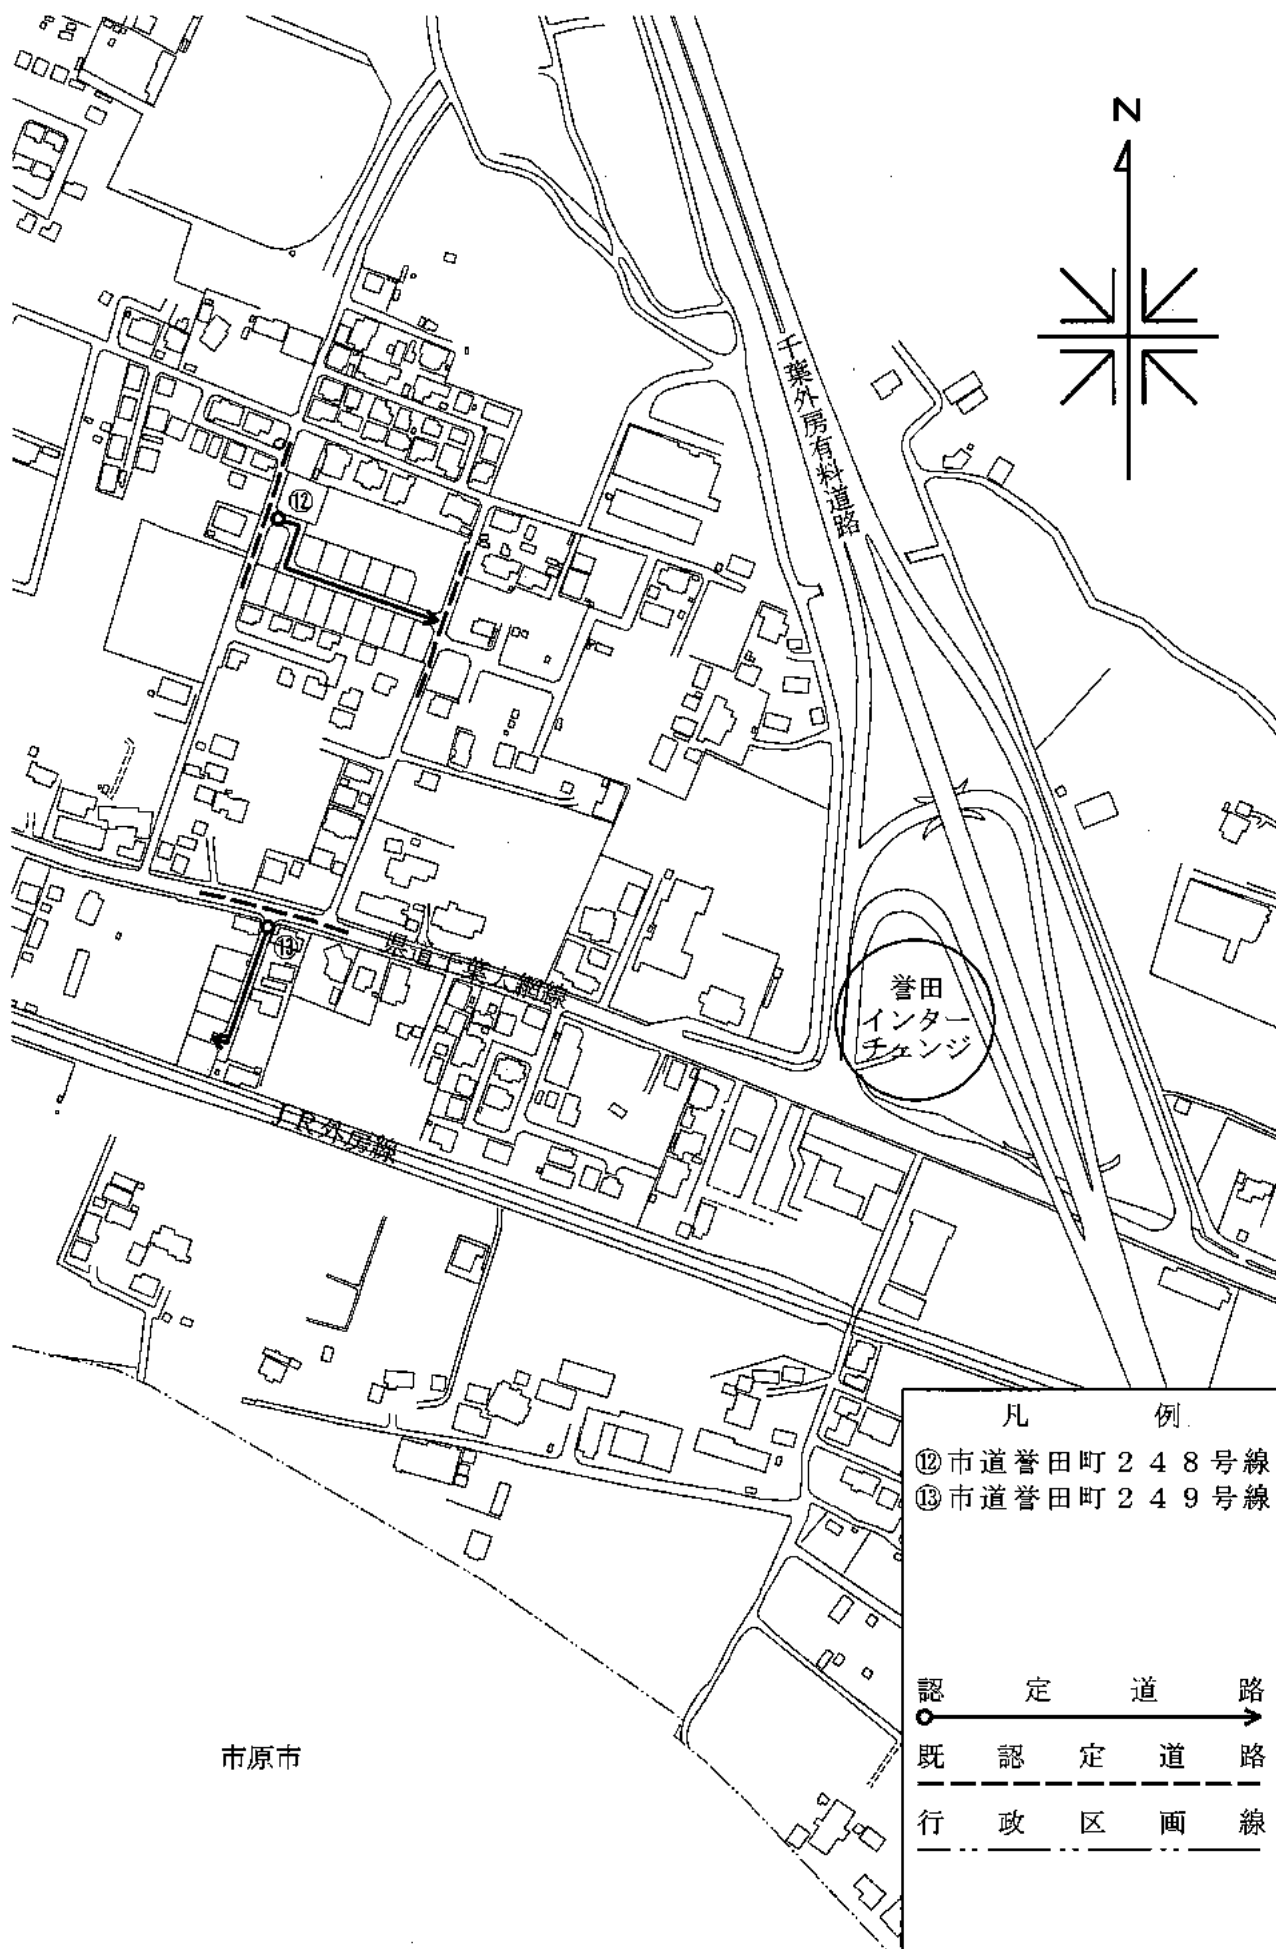 N
千葉外房有料道路
⑫
⑬
県道千葉大網線
誉田
インター
チェンジ
JR外房線
凡例
⑫市道誉田町248号線
⑬市道誉田町249号線
認定道路
既認定道路
行政区画線
市原市